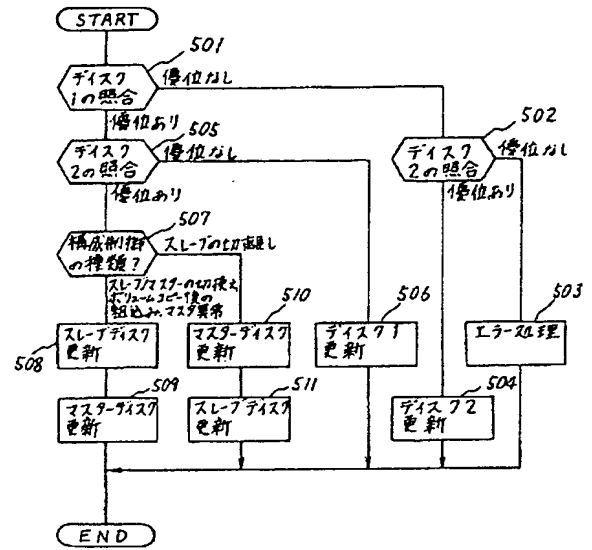 START
501
ディスク
1の照合
優位なし
優位あり
505
ディスク
2の照合
優位なし
優位あり
502
ディスク
2の照合
優位なし
優位あり
507
構成制御
の種類?
スレーブの切離し
スレーブ/マスターの切換え
ボリュームコピー後の
組込み、マスタ異常
510
506
503
スレーブディスク
更新
508
マスターディスク
更新
ディスク1
更新
エラー処理
509
511
504
マスターディスク
更新
スレーブディスク
更新
ディスク2
更新
END